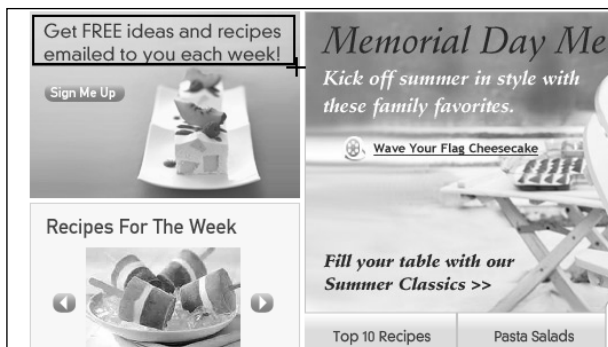 Get FREE ideas and recipes
emailed to you each week!
Sign Me Up
Recipes For The Week
Memorial Day Me
Kick off summer in style with
these family favorites.
Wave Your Flag Cheesecake
Fill your table with our
Summer Classics >>
Top 10 Recipes
Pasta Salads